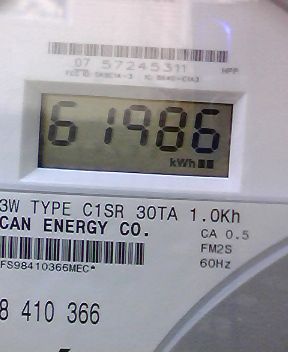 07 57245311
61986
kWh
3W TYPE C1SR 30TA 1.0Kh
CAN ENERGY CO.
CA 0.5
FM2S
60Hz
FS98410366MEC*
8 410 366